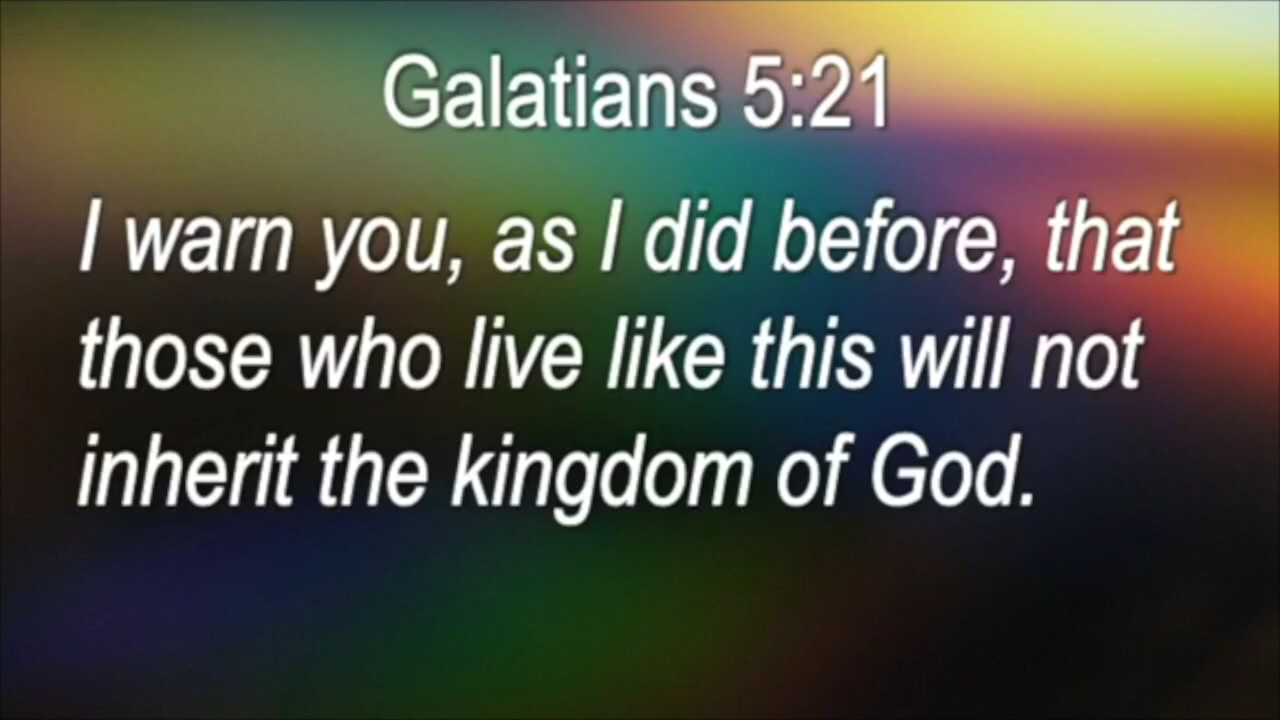 Galatians 5:21
I warn you, as I did before, that
those who live like this will not
inherit the kingdom of God.